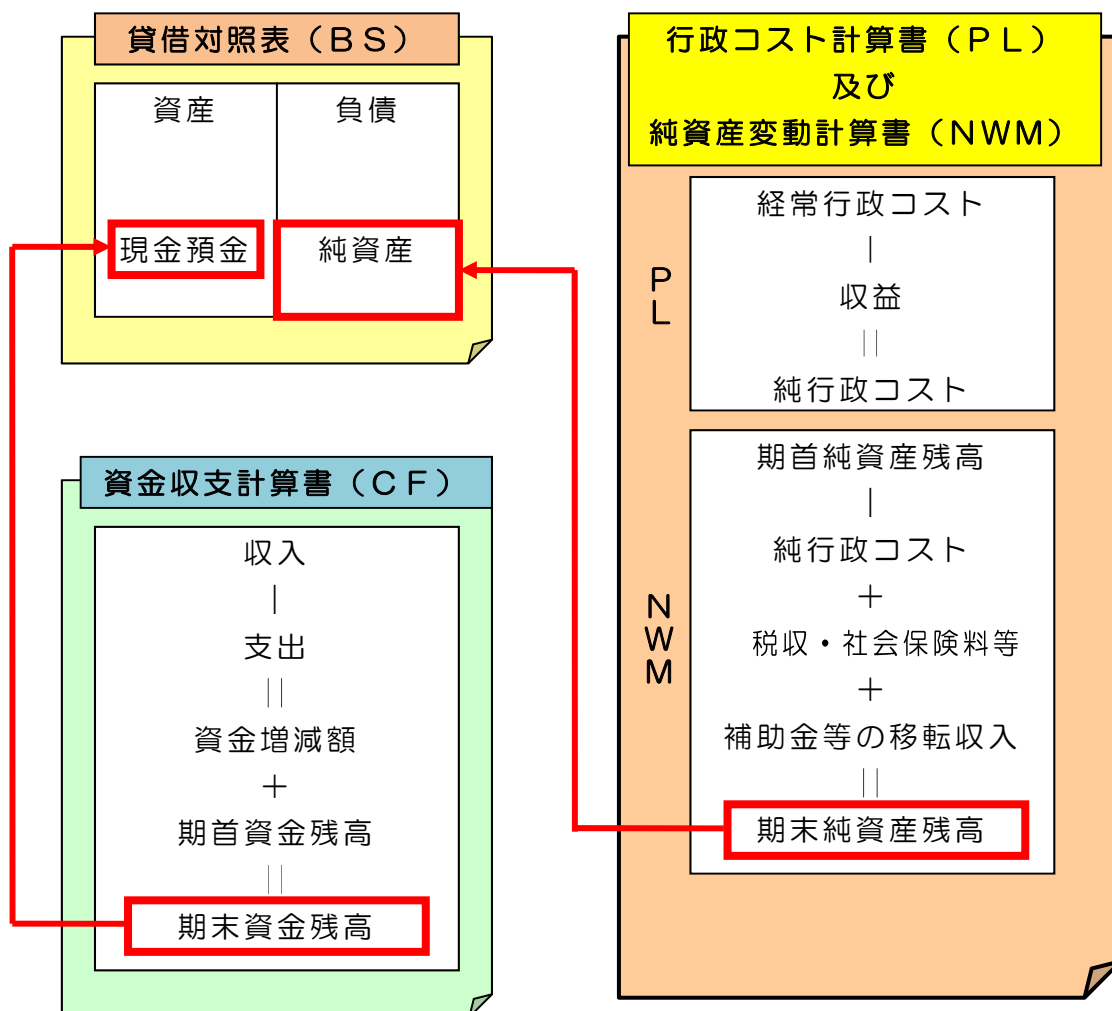 貸借対照表（ＢＳ）
資産
負債
現金預金
純資産
資金収支計算書（ＣＦ）
収入
｜
支出
||
資金増減額
＋
期首資金残高
||
期末資金残高
行政コスト計算書（ＰＬ）
及び
純資産変動計算書（ＮＷＭ）
ＰＬ
経常行政コスト
｜
収益
||
純行政コスト
ＮＷＭ
期首純資産残高
｜
純行政コスト
＋
税収・社会保険料等
＋
補助金等の移転収入
||
期末純資産残高